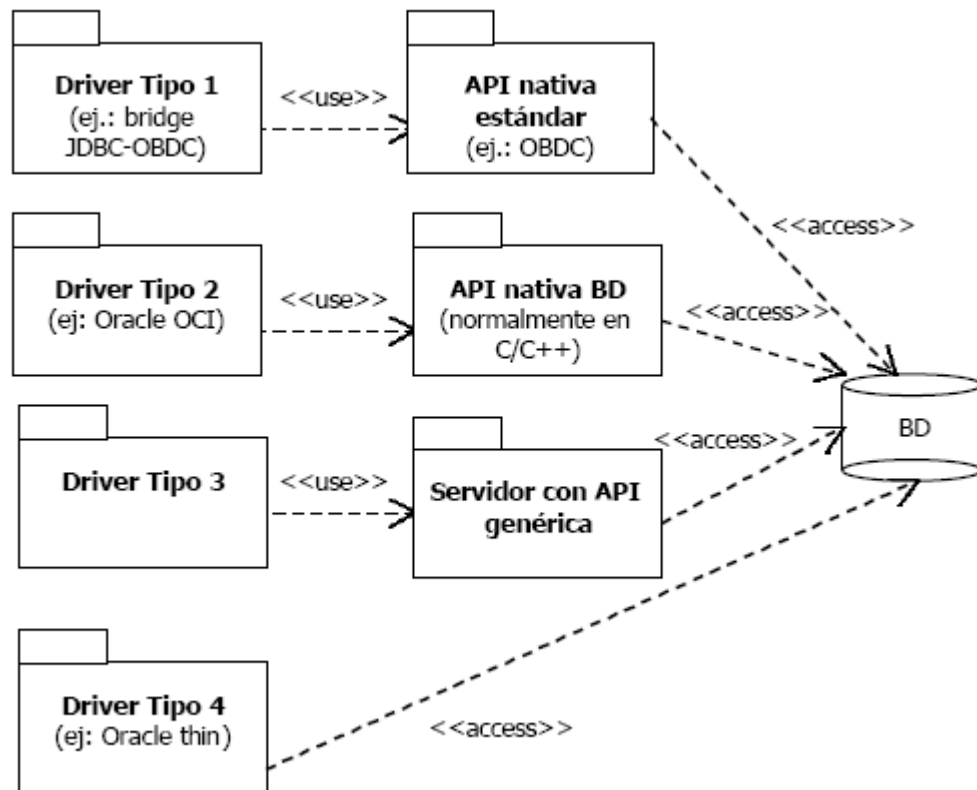 Driver Tipo 1
(ej.: bridge
JDBC-OBDC)
<<use>>
API nativa
estándar
(ej.: OBDC)
<<access>>
Driver Tipo 2
(ej: Oracle OCI)
<<use>>
API nativa BD
(normalmente en
C/C++)
<<access>>
BD
Driver Tipo 3
<<use>>
Servidor con API
genérica
<<access>>
Driver Tipo 4
(ej: Oracle thin)
<<access>>